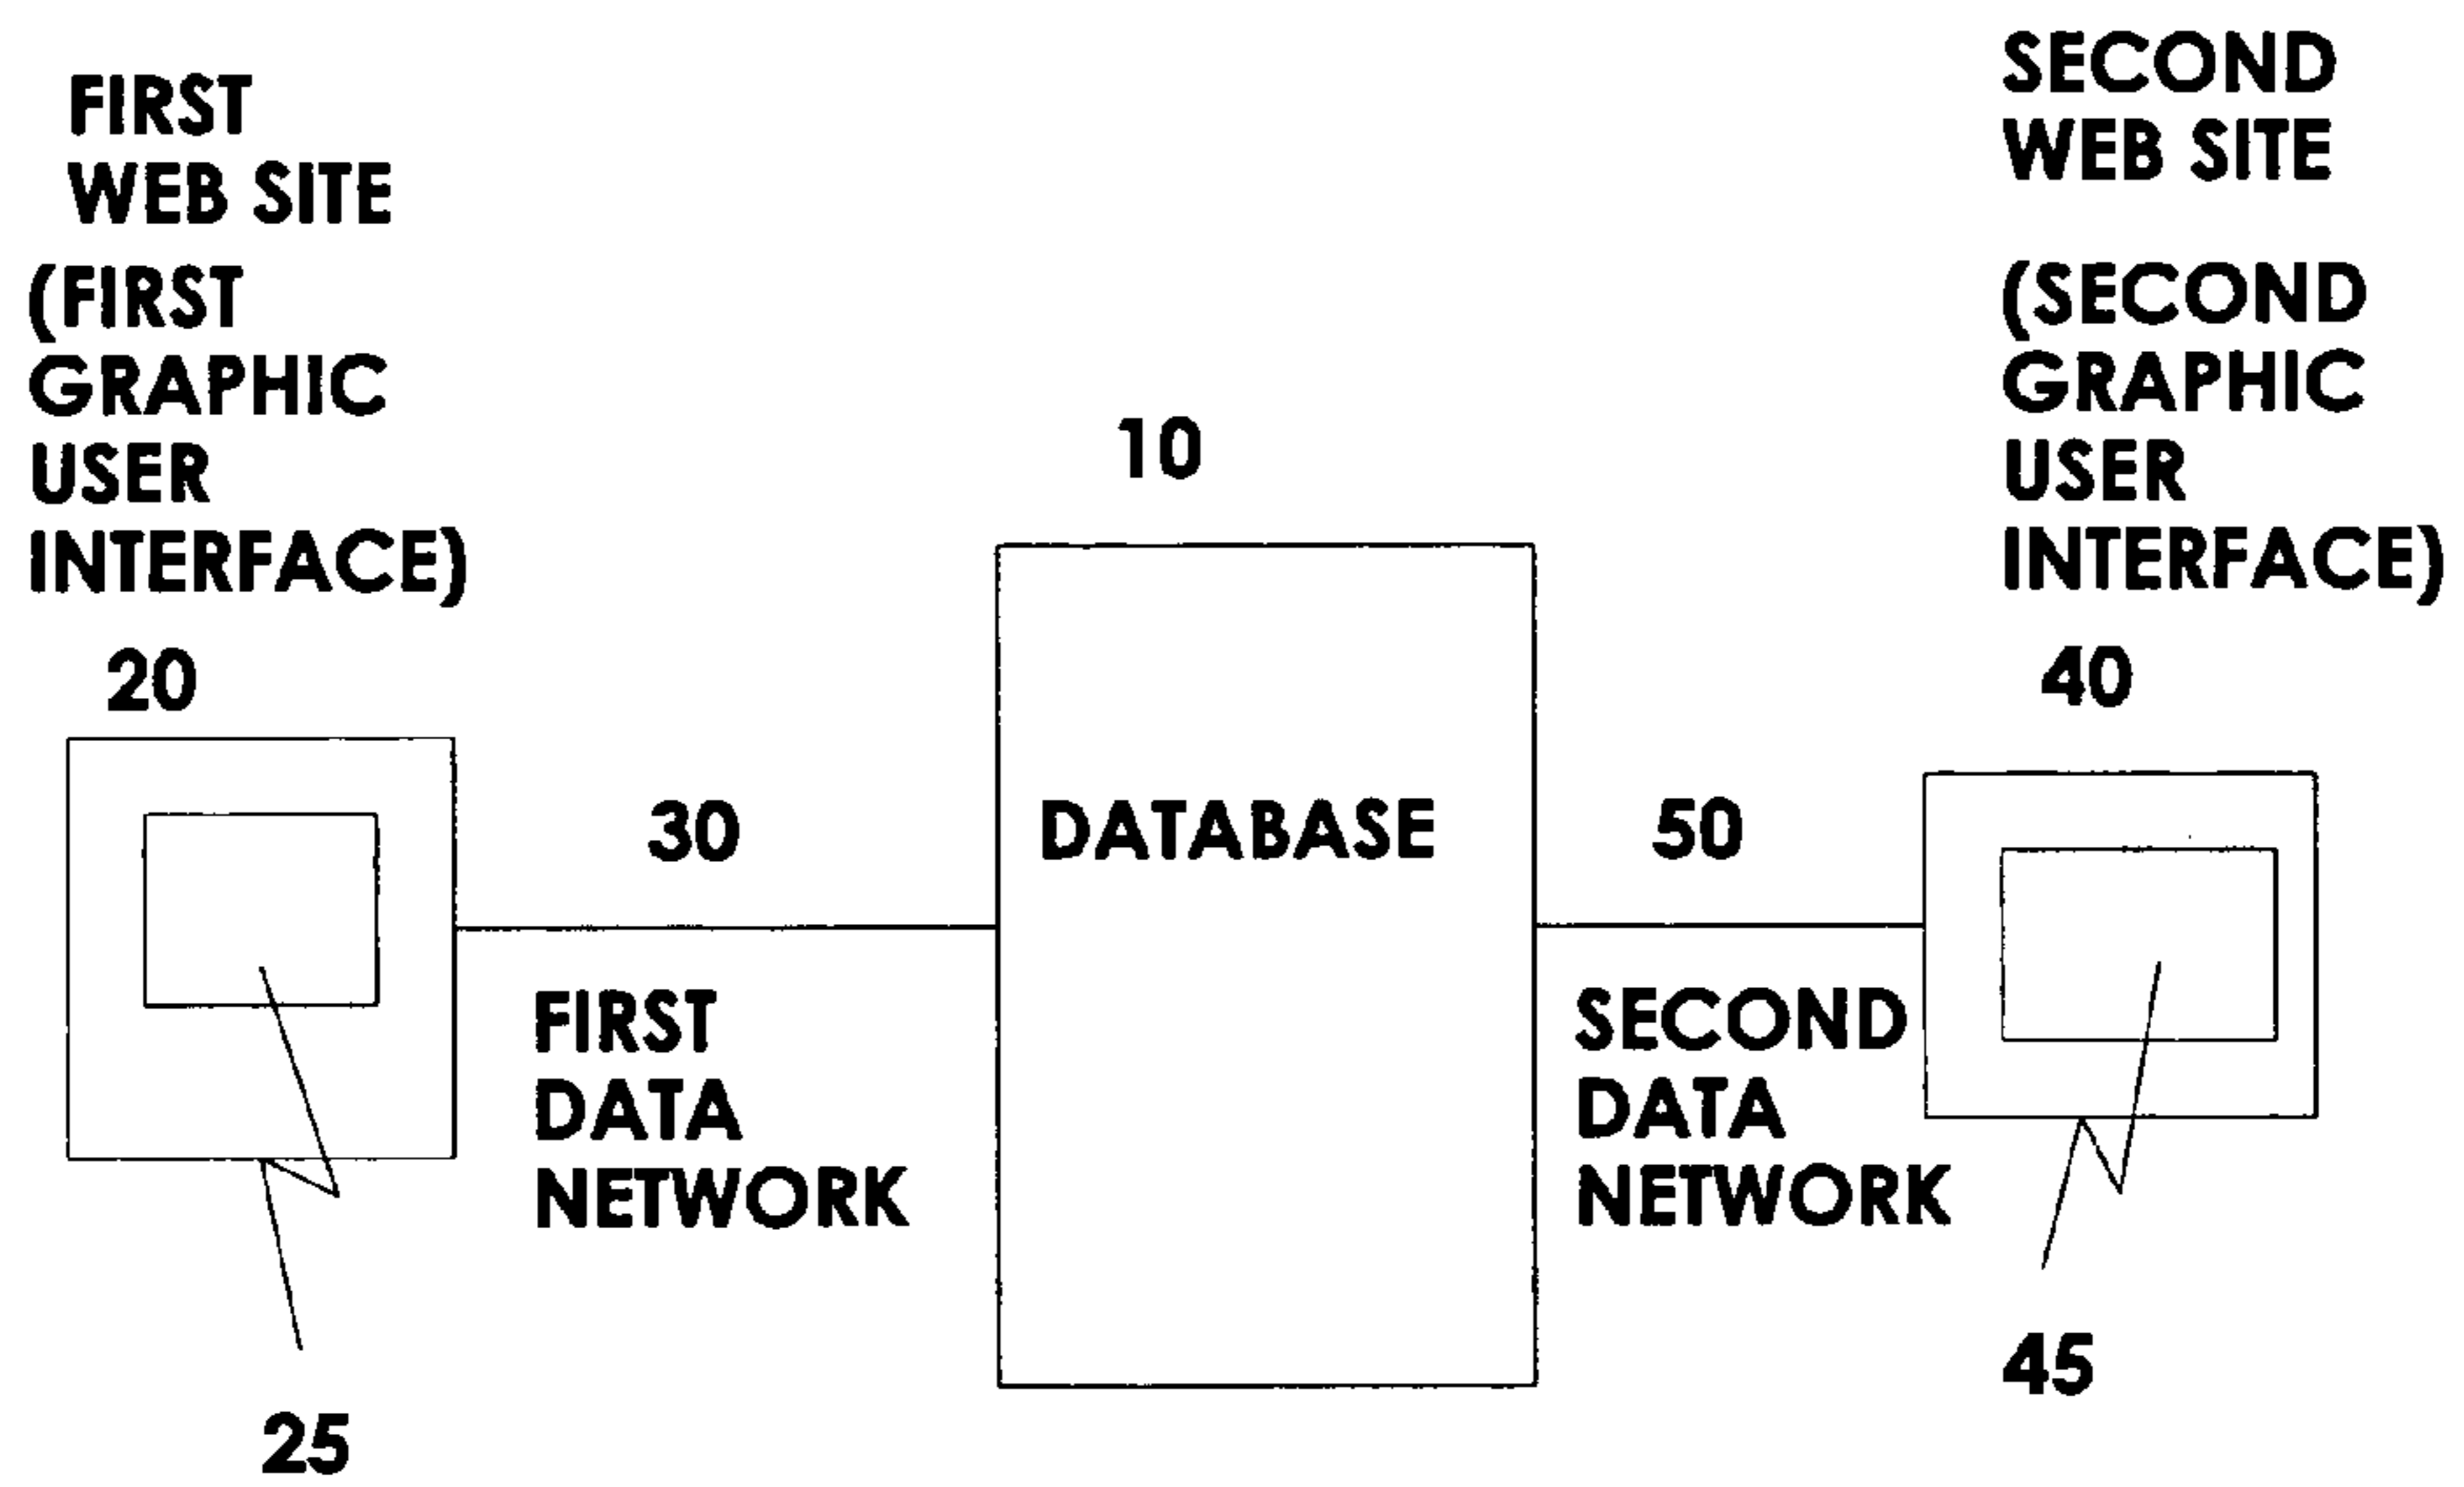 FIRST
WEB SITE
(FIRST
GRAPHIC
USER
INTERFACE)
20
25
30
FIRST
DATA
NETWORK
10
DATABASE
50
SECOND
DATA
NETWORK
SECOND
WEB SITE
(SECOND
GRAPHIC
USER
INTERFACE)
40
45